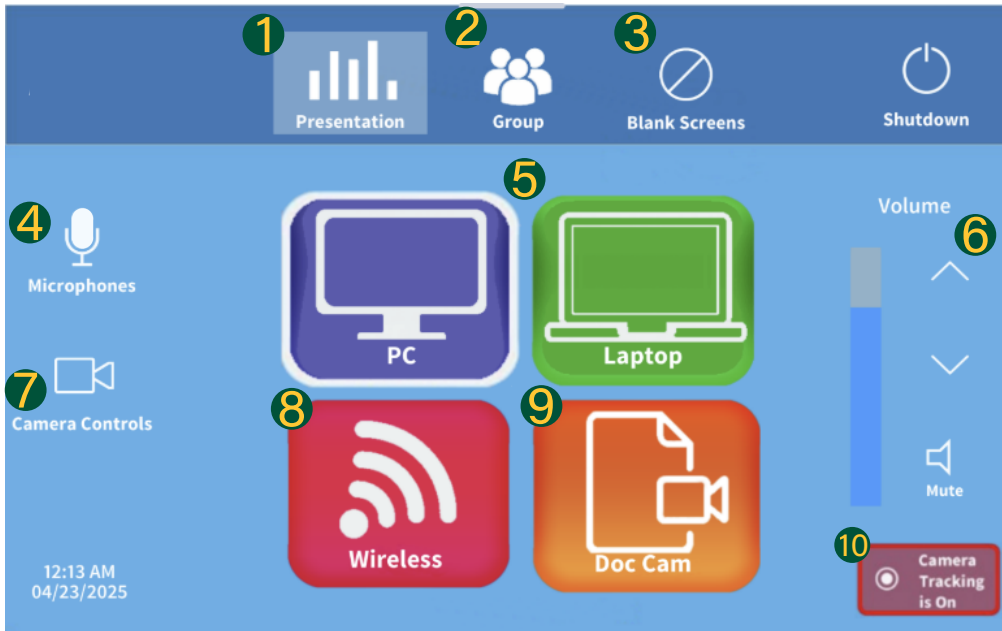 1
Presentation
2
Group
3
Blank Screens
Shutdown
4
Microphones
5
PC
Laptop
Volume
6
7
Camera Controls
8
Wireless
9
Doc Cam
Mute
10
Camera
Tracking
is On
12:13 AM
04/23/2025